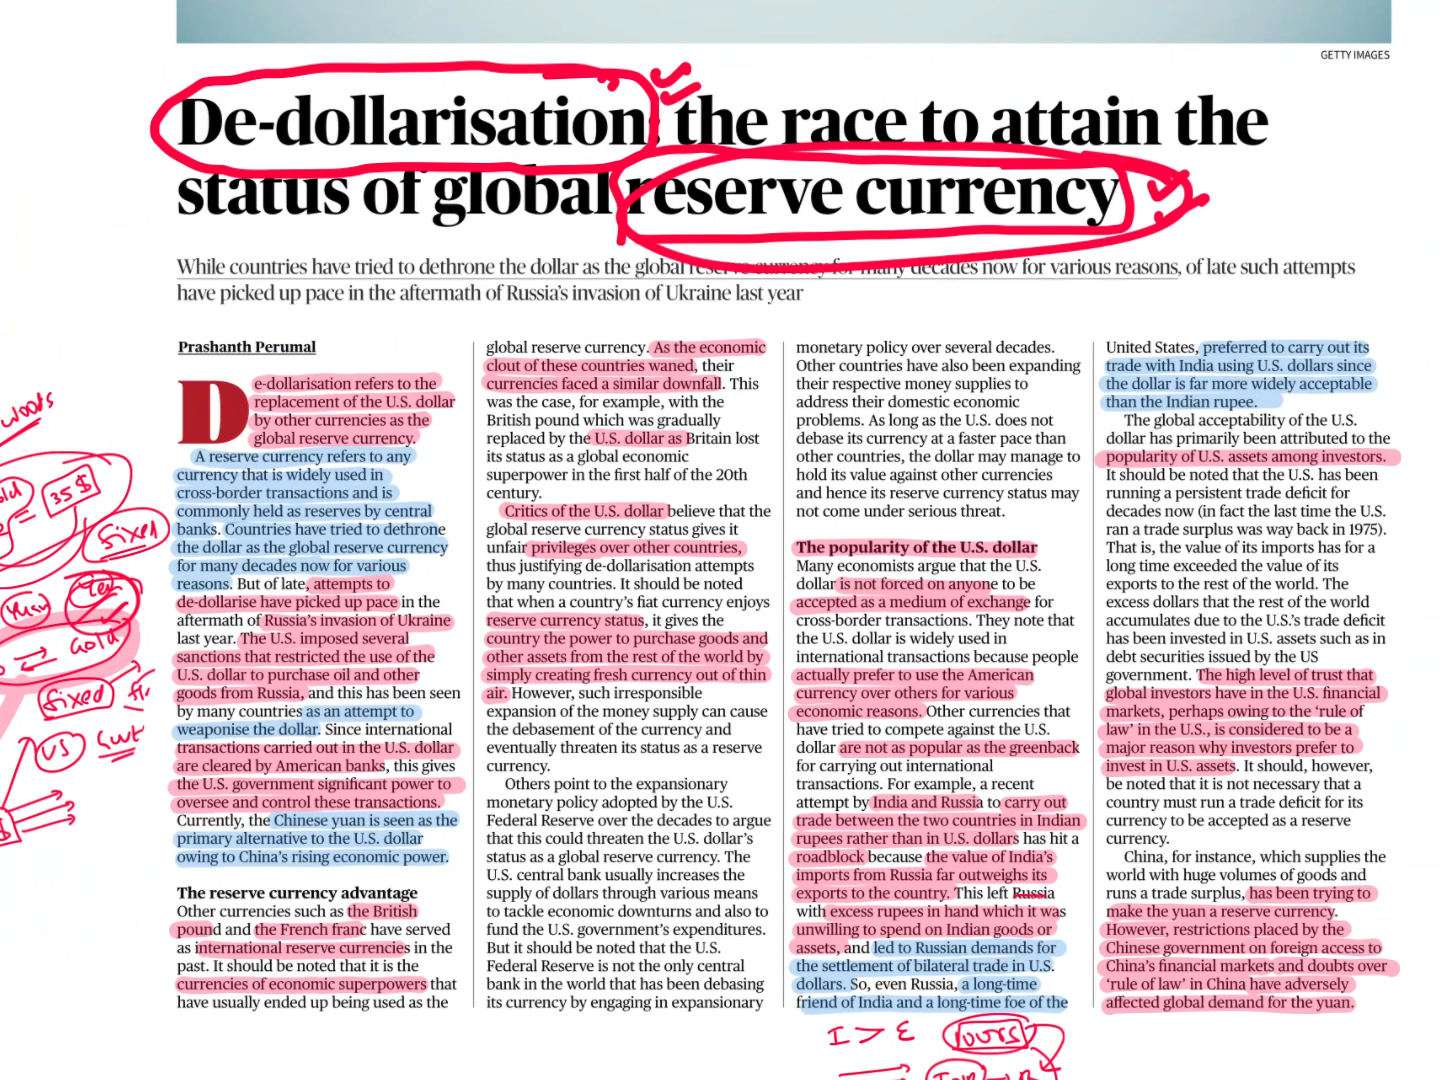 GETTY IMAGES
De-dollarisation: the race to attain the
status of global reserve currency
While countries have tried to dethrone the dollar as the global reserve currency for many decades now for various reasons, of late such attempts
have picked up pace in the aftermath of Russia's invasion of Ukraine last year
Prashanth Perumal
De-dollarisation refers to the
replacement of the U.S. dollar
by other currencies as the
global reserve currency.
A reserve currency refers to any
currency that is widely used in
cross-border transactions and is
commonly held as reserves by central
banks. Countries have tried to dethrone
the dollar as the global reserve currency
for many decades now for various
reasons. But of late, attempts to
de-dollarise have picked up pace in the
aftermath of Russia's invasion of Ukraine
last year. The U.S. imposed several
sanctions that restricted the use of the
U.S. dollar to purchase oil and other
goods from Russia, and this has been seen
by many countries as an attempt to
weaponise the dollar. Since international
transactions carried out in the U.S. dollar
are cleared by American banks, this gives
the U.S. government significant power to
oversee and control these transactions.
Currently, the Chinese yuan is seen as the
primary alternative to the U.S. dollar
owing to China's rising economic power.
The reserve currency advantage
Other currencies such as the British
pound and the French franc have served
as international reserve currencies in the
past. It should be noted that it is the
currencies of economic superpowers that
have usually ended up being used as the
global reserve currency. As the economic
clout of these countries waned, their
currencies faced a similar downfall. This
was the case, for example, with the
British pound which was gradually
replaced by the U.S. dollar as Britain lost
its status as a global economic
superpower in the first half of the 20th
century.
Critics of the U.S. dollar believe that the
global reserve currency status gives it
unfair privileges over other countries,
thus justifying de-dollarisation attempts
by many countries. It should be noted
that when a country's fiat currency enjoys
reserve currency status, it gives the
country the power to purchase goods and
other assets from the rest of the world by
simply creating fresh currency out of thin
air. However, such irresponsible
expansion of the money supply can cause
the debasement of the currency and
eventually threaten its status as a reserve
currency.
Others point to the expansionary
monetary policy adopted by the U.S.
Federal Reserve over the decades to argue
that this could threaten the U.S. dollar's
status as a global reserve currency. The
U.S. central bank usually increases the
supply of dollars through various means
to tackle economic downturns and also to
fund the U.S. government's expenditures.
But it should be noted that the U.S.
Federal Reserve is not the only central
bank in the world that has been debasing
its currency by engaging in expansionary
monetary policy over several decades.
Other countries have also been expanding
their respective money supplies to
address their domestic economic
problems. As long as the U.S. does not
debase its currency at a faster pace than
other countries, the dollar may manage to
hold its value against other currencies
and hence its reserve currency status may
not come under serious threat.
The popularity of the U.S. dollar
Many economists argue that the U.S.
dollar is not forced on anyone to be
accepted as a medium of exchange for
cross-border transactions. They note that
the U.S. dollar is widely used in
international transactions because people
actually prefer to use the American
currency over others for various
economic reasons. Other currencies that
have tried to compete against the U.S.
dollar are not as popular as the greenback
for carrying out international
transactions. For example, a recent
attempt by India and Russia to carry out
trade between the two countries in Indian
rupees rather than in U.S. dollars has hit a
roadblock because the value of India's
imports from Russia far outweighs its
exports to the country. This left Russia
with excess rupees in hand which it was
unwilling to spend on Indian goods or
assets, and led to Russian demands for
the settlement of bilateral trade in U.S.
dollars. So, even Russia, a long-time
friend of India and a long-time foe of the
United States, preferred to carry out its
trade with India using U.S. dollars since
the dollar is far more widely acceptable
than the Indian rupee.
The global acceptability of the U.S.
dollar has primarily been attributed to the
popularity of U.S. assets among investors.
It should be noted that the U.S. has been
running a persistent trade deficit for
decades now (in fact the last time the U.S.
ran a trade surplus was way back in 1975).
That is, the value of its imports has for a
long time exceeded the value of its
exports to the rest of the world. The
excess dollars that the rest of the world
accumulates due to the U.S.'s trade deficit
has been invested in U.S. assets such as in
debt securities issued by the US
government. The high level of trust that
global investors have in the U.S. financial
markets, perhaps owing to the 'rule of
law' in the U.S., is considered to be a
major reason why investors prefer to
invest in U.S. assets. It should, however,
be noted that it is not necessary that a
country must run a trade deficit for its
currency to be accepted as a reserve
currency.
China, for instance, which supplies the
world with huge volumes of goods and
runs a trade surplus, has been trying to
make the yuan a reserve currency.
However, restrictions placed by the
Chinese government on foreign access to
China's financial markets and doubts over
'rule of law' in China have adversely
affected global demand for the yuan.
woods
= 35 $
fixed
⇄ Gold
fixed
US Govt
$
I > E